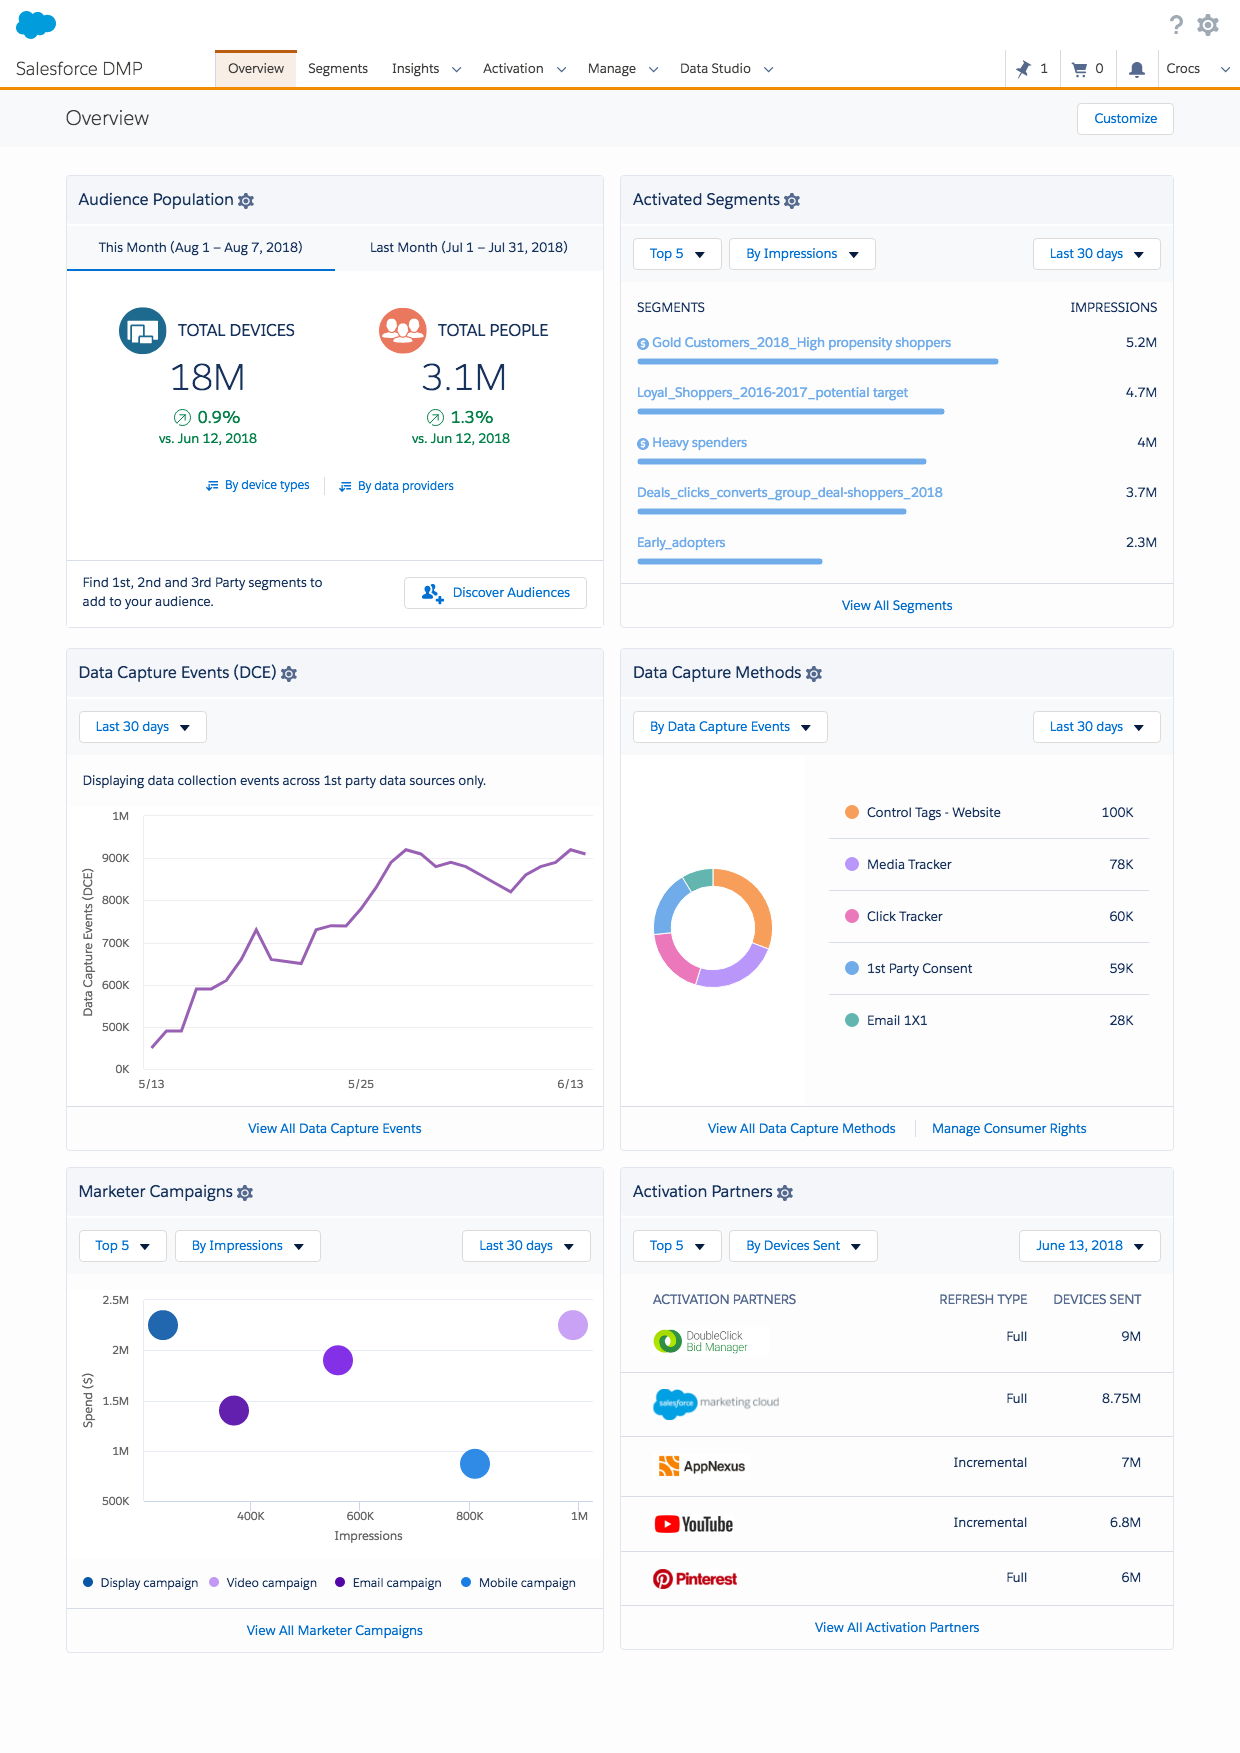 Salesforce DMP
Overview
Segments
Insights
Activation
Manage
Data Studio
1
0
Crocs
Overview
Customize
Audience Population
This Month (Aug 1 – Aug 7, 2018)
Last Month (Jul 1 – Jul 31, 2018)
TOTAL DEVICES
18M
0.9%
vs. Jun 12, 2018
TOTAL PEOPLE
3.1M
1.3%
vs. Jun 12, 2018
By device types
By data providers
Find 1st, 2nd and 3rd Party segments to
add to your audience.
Discover Audiences
Activated Segments
Top 5
By Impressions
Last 30 days
SEGMENTS IMPRESSIONS
Gold Customers_2018_High propensity shoppers 5.2M
Loyal_Shoppers_2016-2017_potential target 4.7M
Heavy spenders 4M
Deals_clicks_converts_group_deal-shoppers_2018 3.7M
Early_adopters 2.3M
View All Segments
Data Capture Events (DCE)
Last 30 days
Displaying data collection events across 1st party data sources only.
Data Capture Events (DCE)
1M
900K
800K
700K
600K
500K
0K
5/13 5/25 6/13
View All Data Capture Events
Data Capture Methods
By Data Capture Events
Last 30 days
Control Tags - Website 100K
Media Tracker 78K
Click Tracker 60K
1st Party Consent 59K
Email 1X1 28K
View All Data Capture Methods
Manage Consumer Rights
Marketer Campaigns
Top 5
By Impressions
Last 30 days
Spend ($)
2.5M
2M
1.5M
1M
500K
400K 600K 800K 1M
Impressions
Display campaign Video campaign Email campaign Mobile campaign
View All Marketer Campaigns
Activation Partners
Top 5
By Devices Sent
June 13, 2018
ACTIVATION PARTNERS REFRESH TYPE DEVICES SENT
DoubleClick
Bid Manager
Full 9M
salesforce marketing cloud Full 8.75M
AppNexus Incremental 7M
YouTube Incremental 6.8M
Pinterest Full 6M
View All Activation Partners